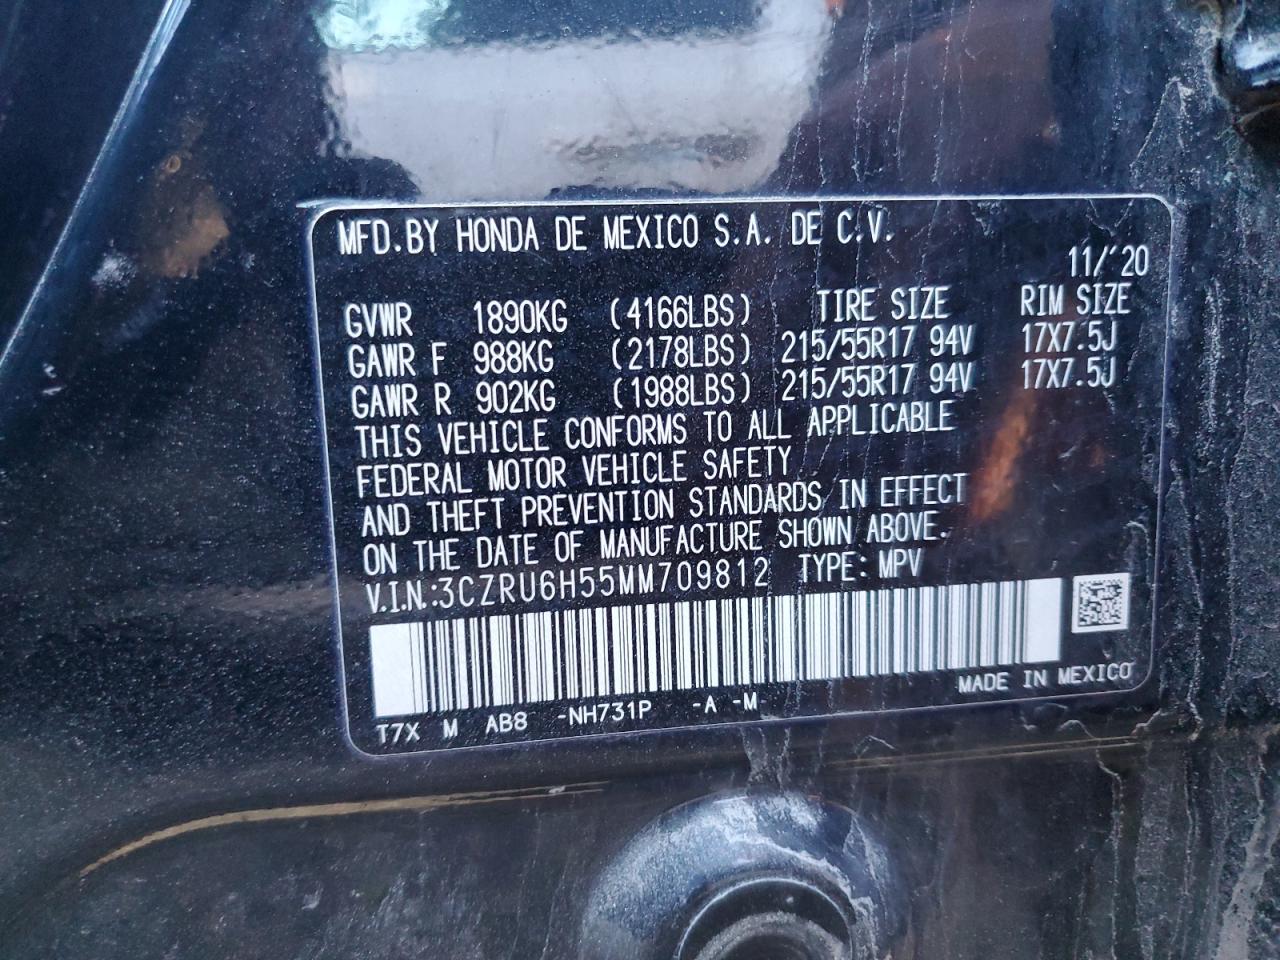 MFD.BY HONDA DE MEXICO S.A. DE C.V.
11/'20
GVWR 1890KG (4166LBS) TIRE SIZE RIM SIZE
GAWR F 988KG (2178LBS) 215/55R17 94V 17X7.5J
GAWR R 902KG (1988LBS) 215/55R17 94V 17X7.5J
THIS VEHICLE CONFORMS TO ALL APPLICABLE
FEDERAL MOTOR VEHICLE SAFETY
AND THEFT PREVENTION STANDARDS IN EFFECT
ON THE DATE OF MANUFACTURE SHOWN ABOVE.
V.I.N.:3CZRU6H55MM709812 TYPE: MPV
MADE IN MEXICO
T7X M AB8 -NH731P -A -M